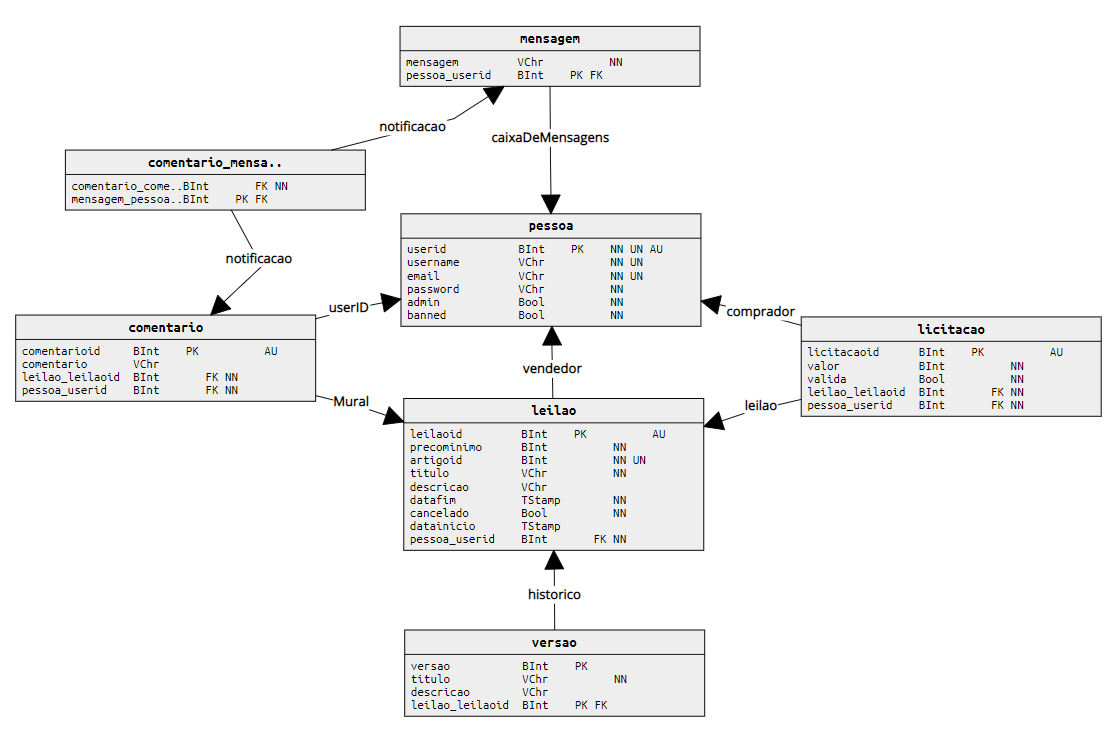 mensagem
mensagem VChr NN
pessoa_userid BInt PK FK
notificacao
caixaDeMensagens
comentario_mensa..
comentario_come..BInt FK NN
mensagem_pessoa..BInt PK FK
notificacao
pessoa
userid BInt PK NN UN AU
username VChr NN UN
email VChr NN UN
password VChr NN
admin Bool NN
banned Bool NN
userID
comprador
comentario
comentarioid BInt PK AU
comentario VChr
leilao_leilaoid BInt FK NN
pessoa_userid BInt FK NN
licitacao
licitacaoid BInt PK AU
valor BInt NN
valida Bool NN
leilao_leilaoid BInt FK NN
pessoa_userid BInt FK NN
vendedor
Mural
leilao
leilao
leilaoid BInt PK AU
precominimo BInt NN
artigoid BInt NN UN
titulo VChr NN
descricao VChr
datafim TStamp NN
cancelado Bool NN
datainicio TStamp
pessoa_userid BInt FK NN
historico
versao
versao BInt PK
titulo VChr NN
descricao VChr
leilao_leilaoid BInt PK FK